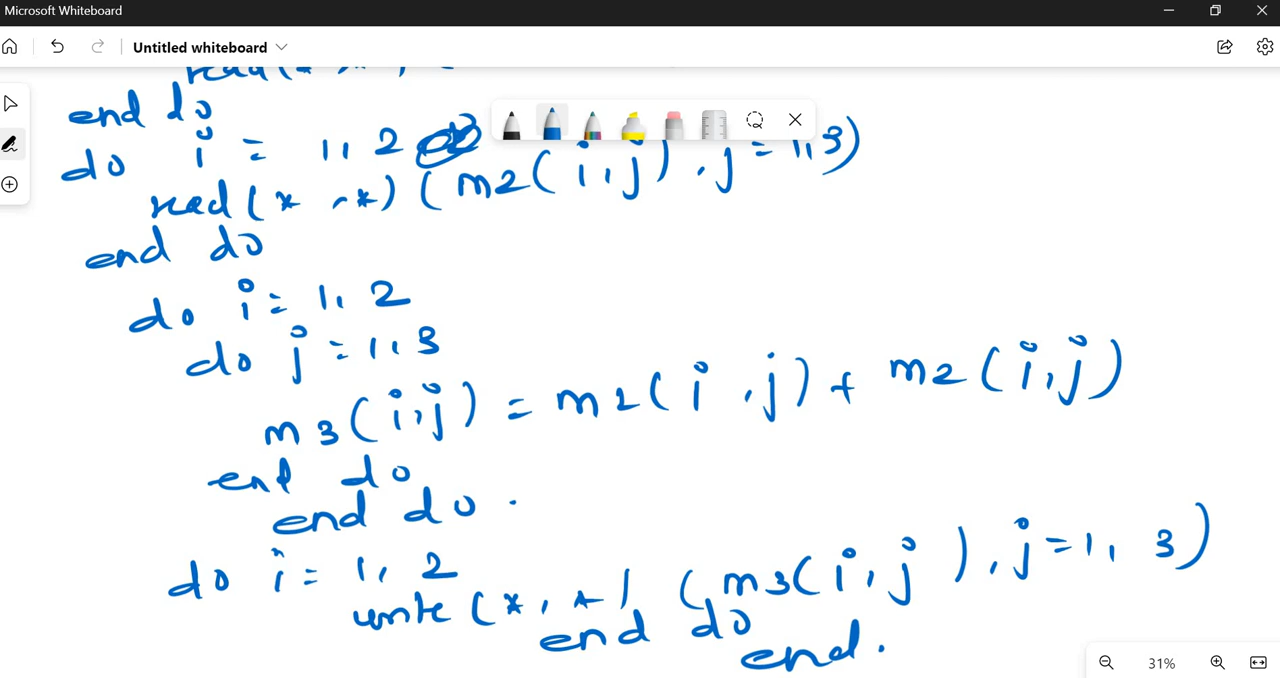 Microsoft Whiteboard
Untitled whiteboard
read(*,*)
end do
do i = 1, 2
read(*,*)(m2(i,j),j=1,3)
end do
do i=1, 2
do j=1,3
m3(i,j) = m2(i,j)+ m2(i,j)
end do
end do.
do i= 1, 2
write(*,*) (m3(i,j),j=1, 3)
end do
end.
31%